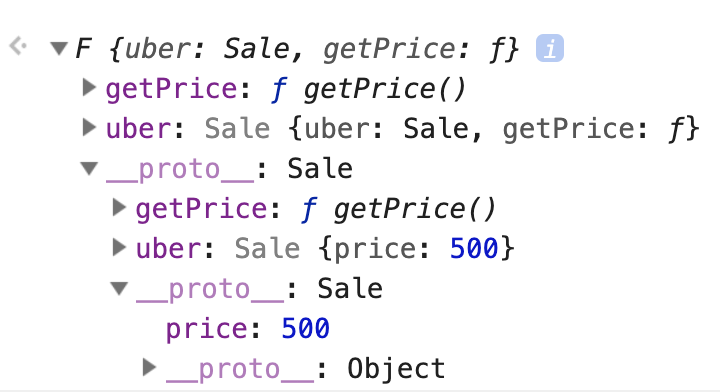 F {uber: Sale, getPrice: ƒ} i
getPrice: ƒ getPrice()
uber: Sale {uber: Sale, getPrice: ƒ}
__proto__: Sale
getPrice: ƒ getPrice()
uber: Sale {price: 500}
__proto__: Sale
price: 500
__proto__: Object